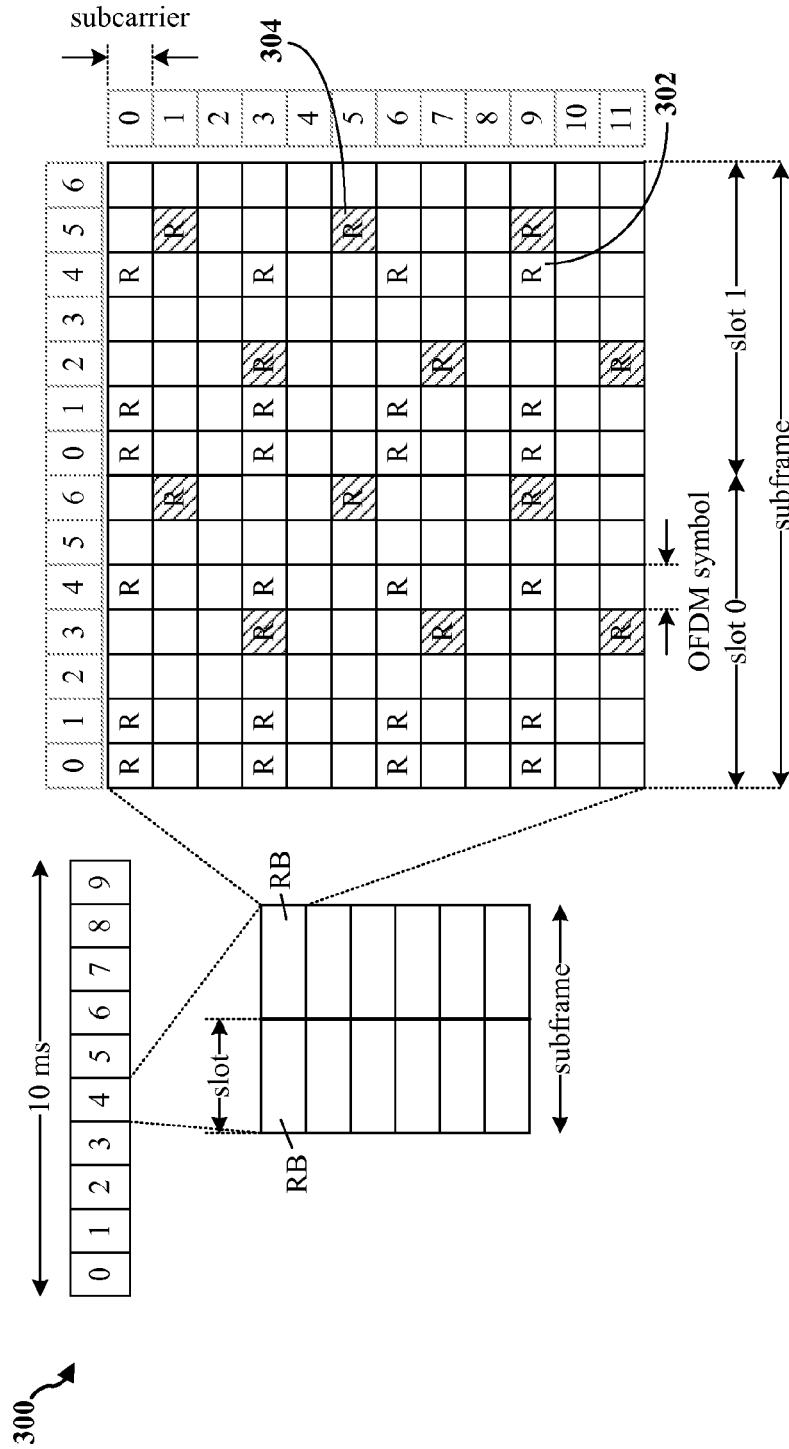 300
10 ms
0 1 2 3 4 5 6 7 8 9
slot
RB
RB
subframe
subcarrier
304
302
0 1 2 3 4 5 6 0 1 2 3 4 5 6
R R R R R R 0
R R 1
2
R R R R R R R R 3
4
R R 5
R R R R R R 6
R R 7
8
R R R R R R R R 9
10
R R 11
OFDM symbol
slot 0 slot 1
subframe